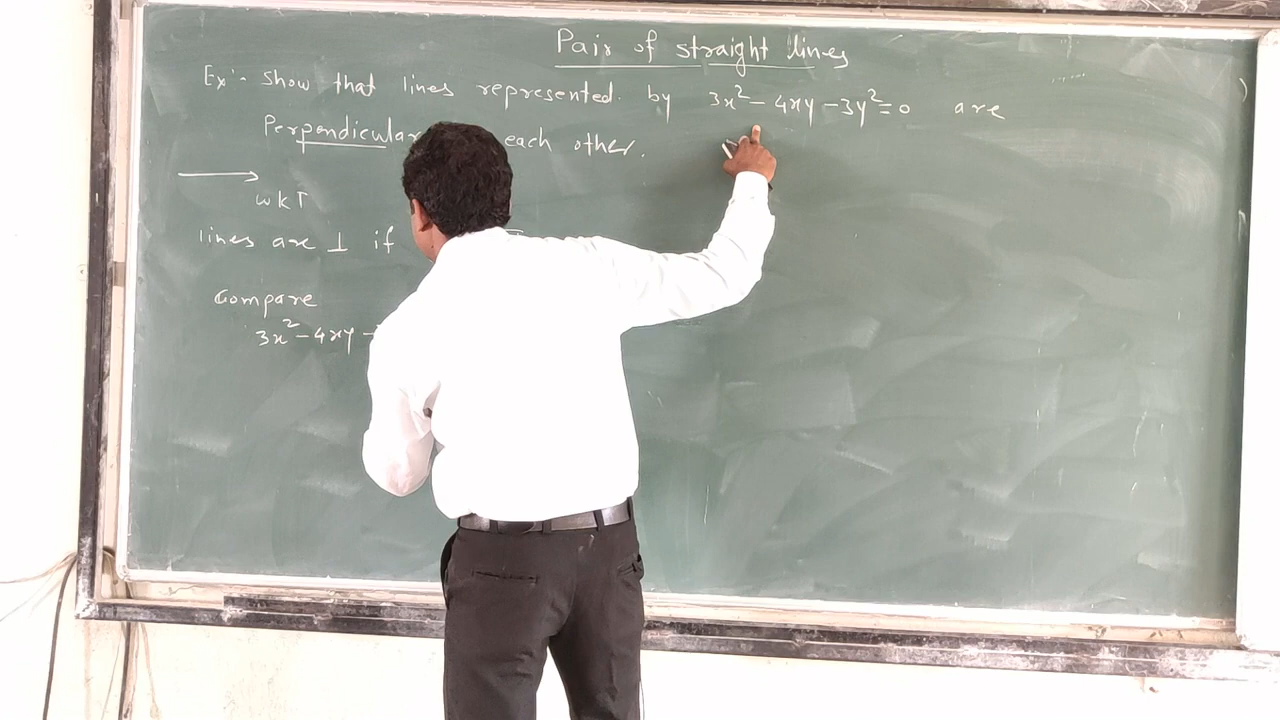 Pair of straight lines
Ex:- Show that lines represented by 3x²-4xy-3y²=0 are
Perpendicular each other.
wkT
lines are ⊥ if
Compare
3x²-4xy-